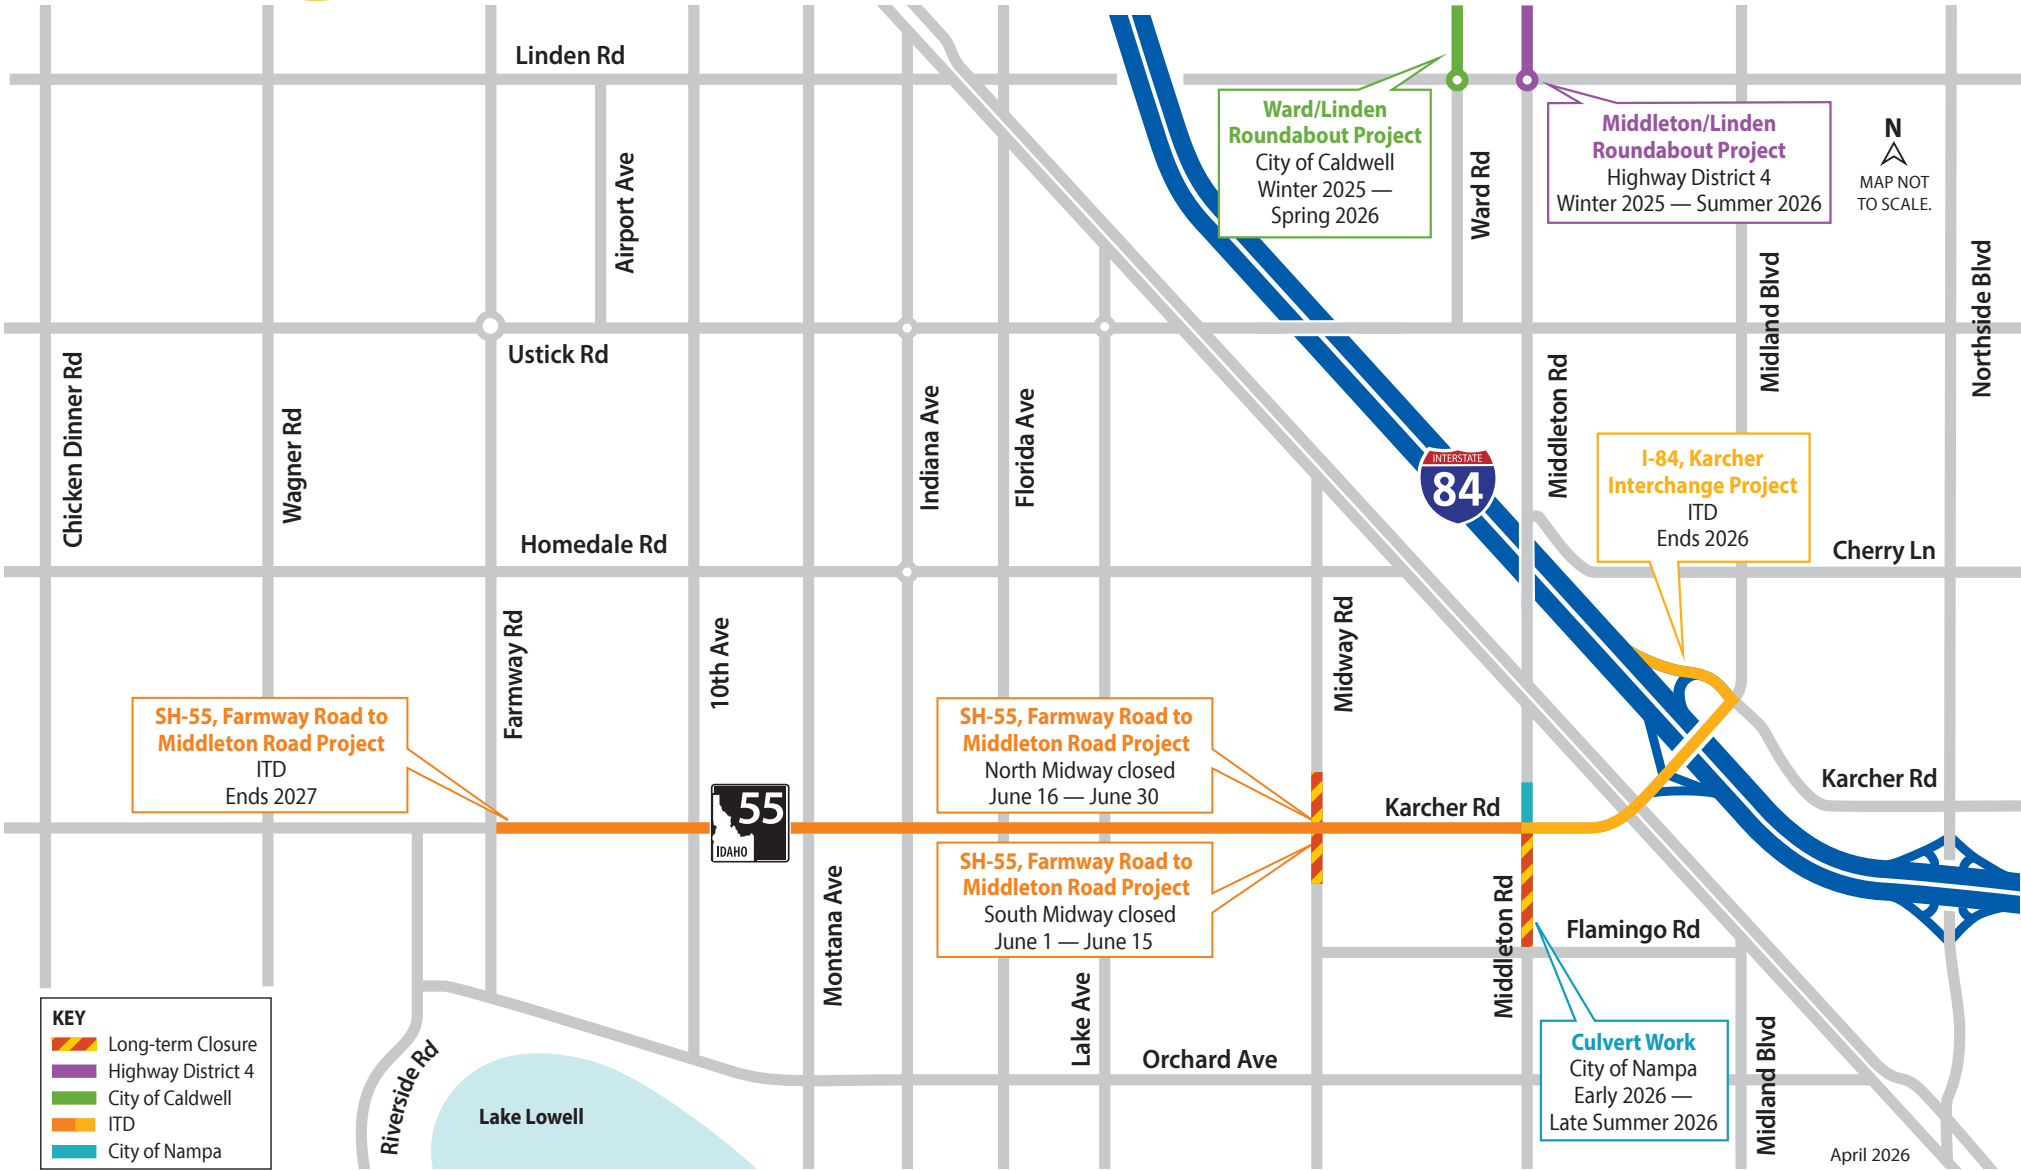 Linden Rd
Ward/Linden
Roundabout Project
City of Caldwell
Winter 2025 —
Spring 2026
Middleton/Linden
Roundabout Project
Highway District 4
Winter 2025 — Summer 2026
N
MAP NOT
TO SCALE.
Airport Ave
Ward Rd
Midland Blvd
Northside Blvd
Ustick Rd
Chicken Dinner Rd
Wagner Rd
Indiana Ave
Florida Ave
Middleton Rd
INTERSTATE
84
I-84, Karcher
Interchange Project
ITD
Ends 2026
Homedale Rd
Cherry Ln
Farmway Rd
10th Ave
Midway Rd
SH-55, Farmway Road to
Middleton Road Project
ITD
Ends 2027
SH-55, Farmway Road to
Middleton Road Project
North Midway closed
June 16 — June 30
55
IDAHO
Karcher Rd
Karcher Rd
SH-55, Farmway Road to
Middleton Road Project
South Midway closed
June 1 — June 15
Montana Ave
Lake Ave
Middleton Rd
Flamingo Rd
Orchard Ave
Culvert Work
City of Nampa
Early 2026 —
Late Summer 2026
Midland Blvd
Riverside Rd
Lake Lowell
KEY
Long-term Closure
Highway District 4
City of Caldwell
ITD
City of Nampa
April 2026